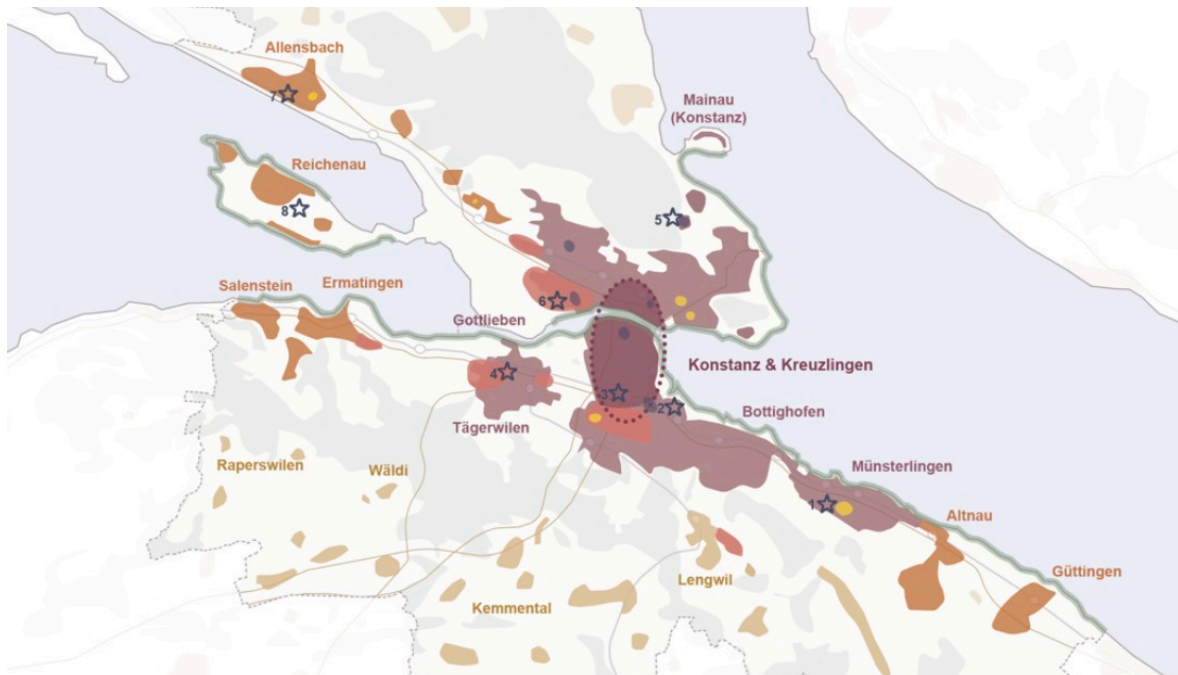 Allensbach
7
Mainau
(Konstanz)
Reichenau
8
5
Salenstein
Ermatingen
6
Gottlieben
Konstanz & Kreuzlingen
4
3
2
Bottighofen
Tägerwilen
Raperswilen
Wäldi
Münsterlingen
1
Altnau
Güttingen
Lengwil
Kemmental